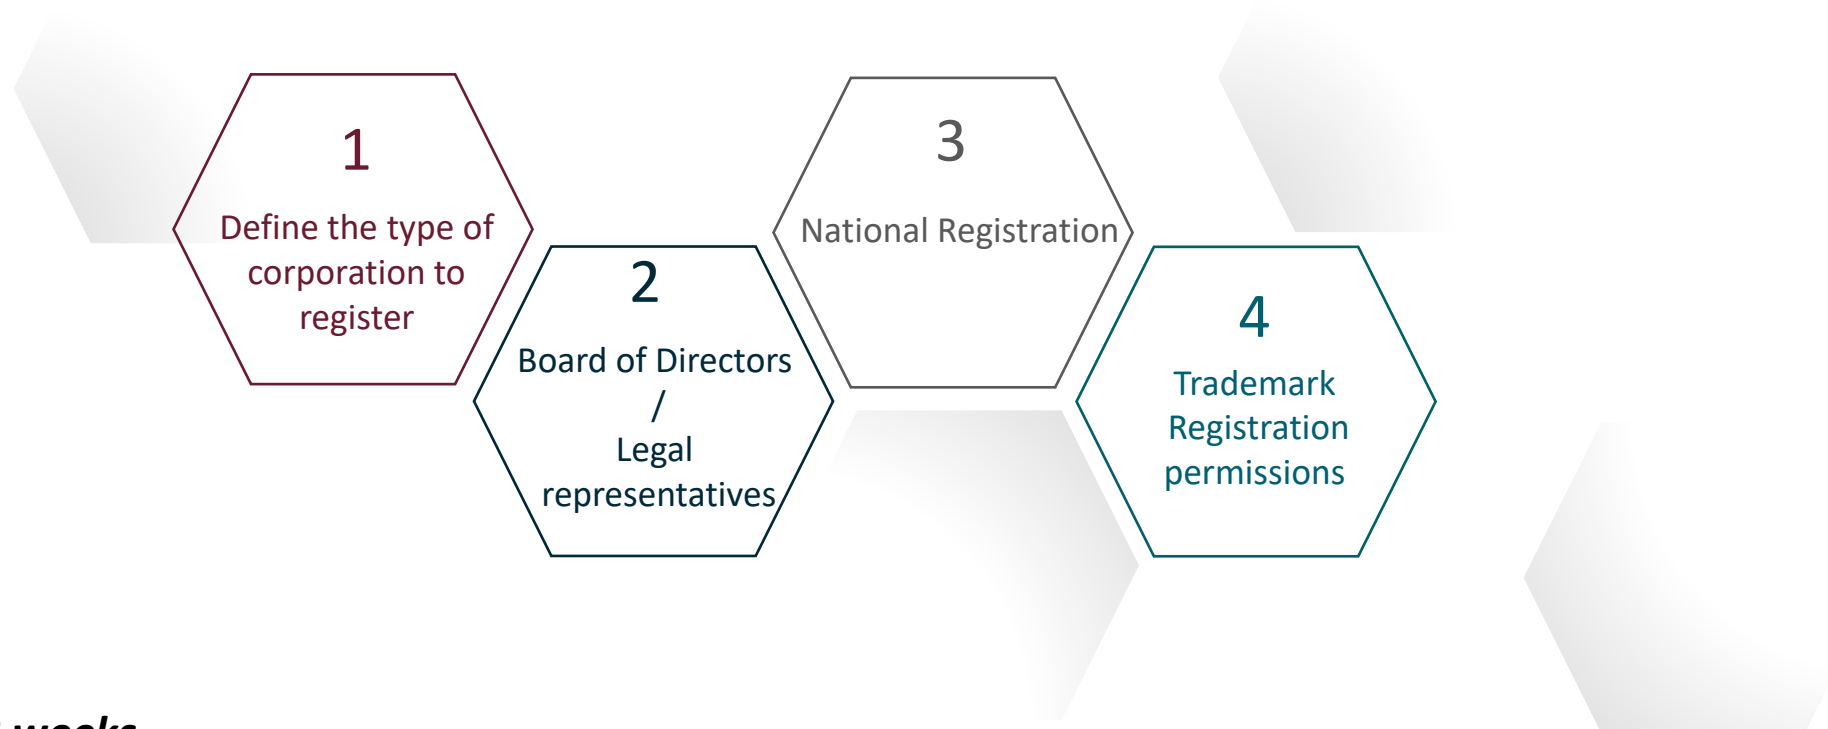 1
Define the type of
corporation to
register
2
Board of Directors
/
Legal
representatives
3
National Registration
4
Trademark
Registration
permissions
weeks